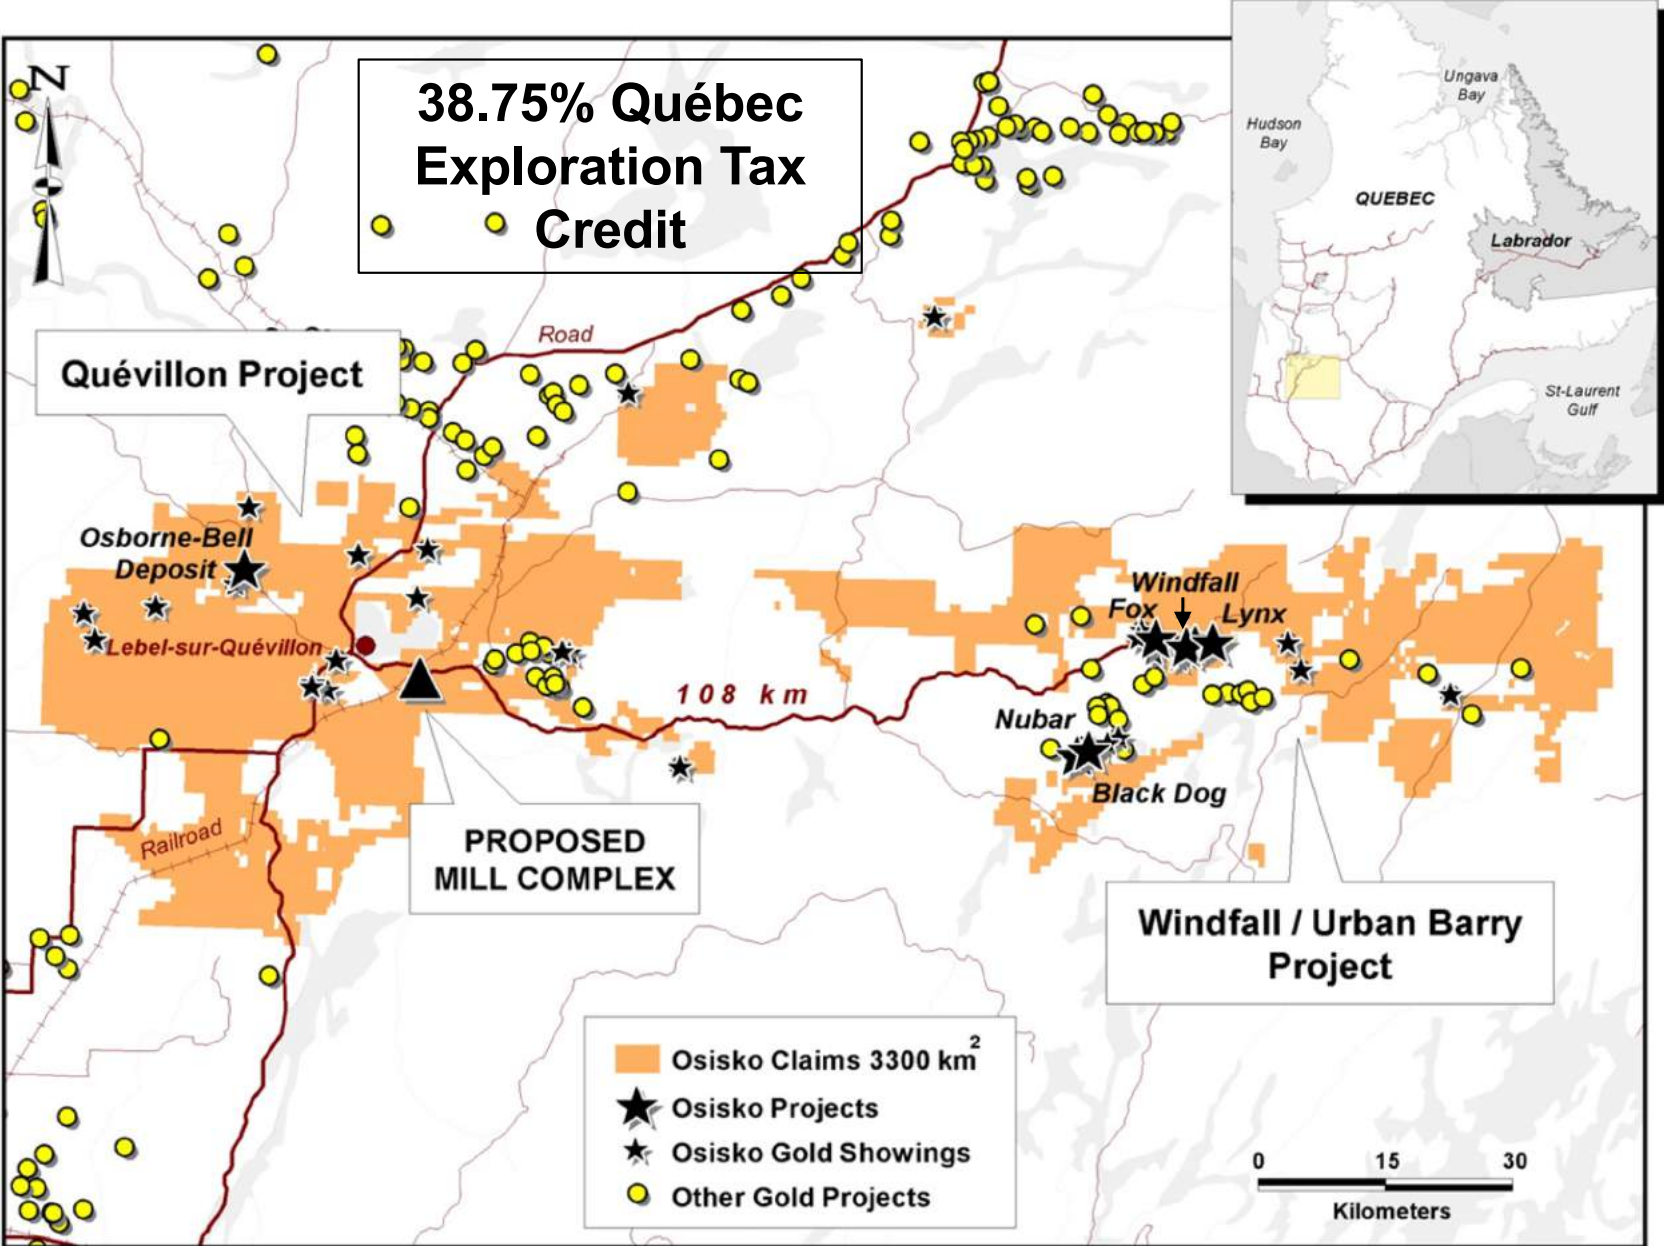 N
38.75% Québec
Exploration Tax
Credit
Ungava
Bay
Hudson
Bay
QUEBEC
Labrador
St-Laurent
Gulf
Road
Quévillon Project
Osborne-Bell
Deposit
Lebel-sur-Quévillon
Windfall
Fox
Lynx
108 km
Nubar
Black Dog
PROPOSED
MILL COMPLEX
Railroad
Windfall / Urban Barry
Project
Osisko Claims 3300 km2
Osisko Projects
Osisko Gold Showings
Other Gold Projects
0 15 30
Kilometers